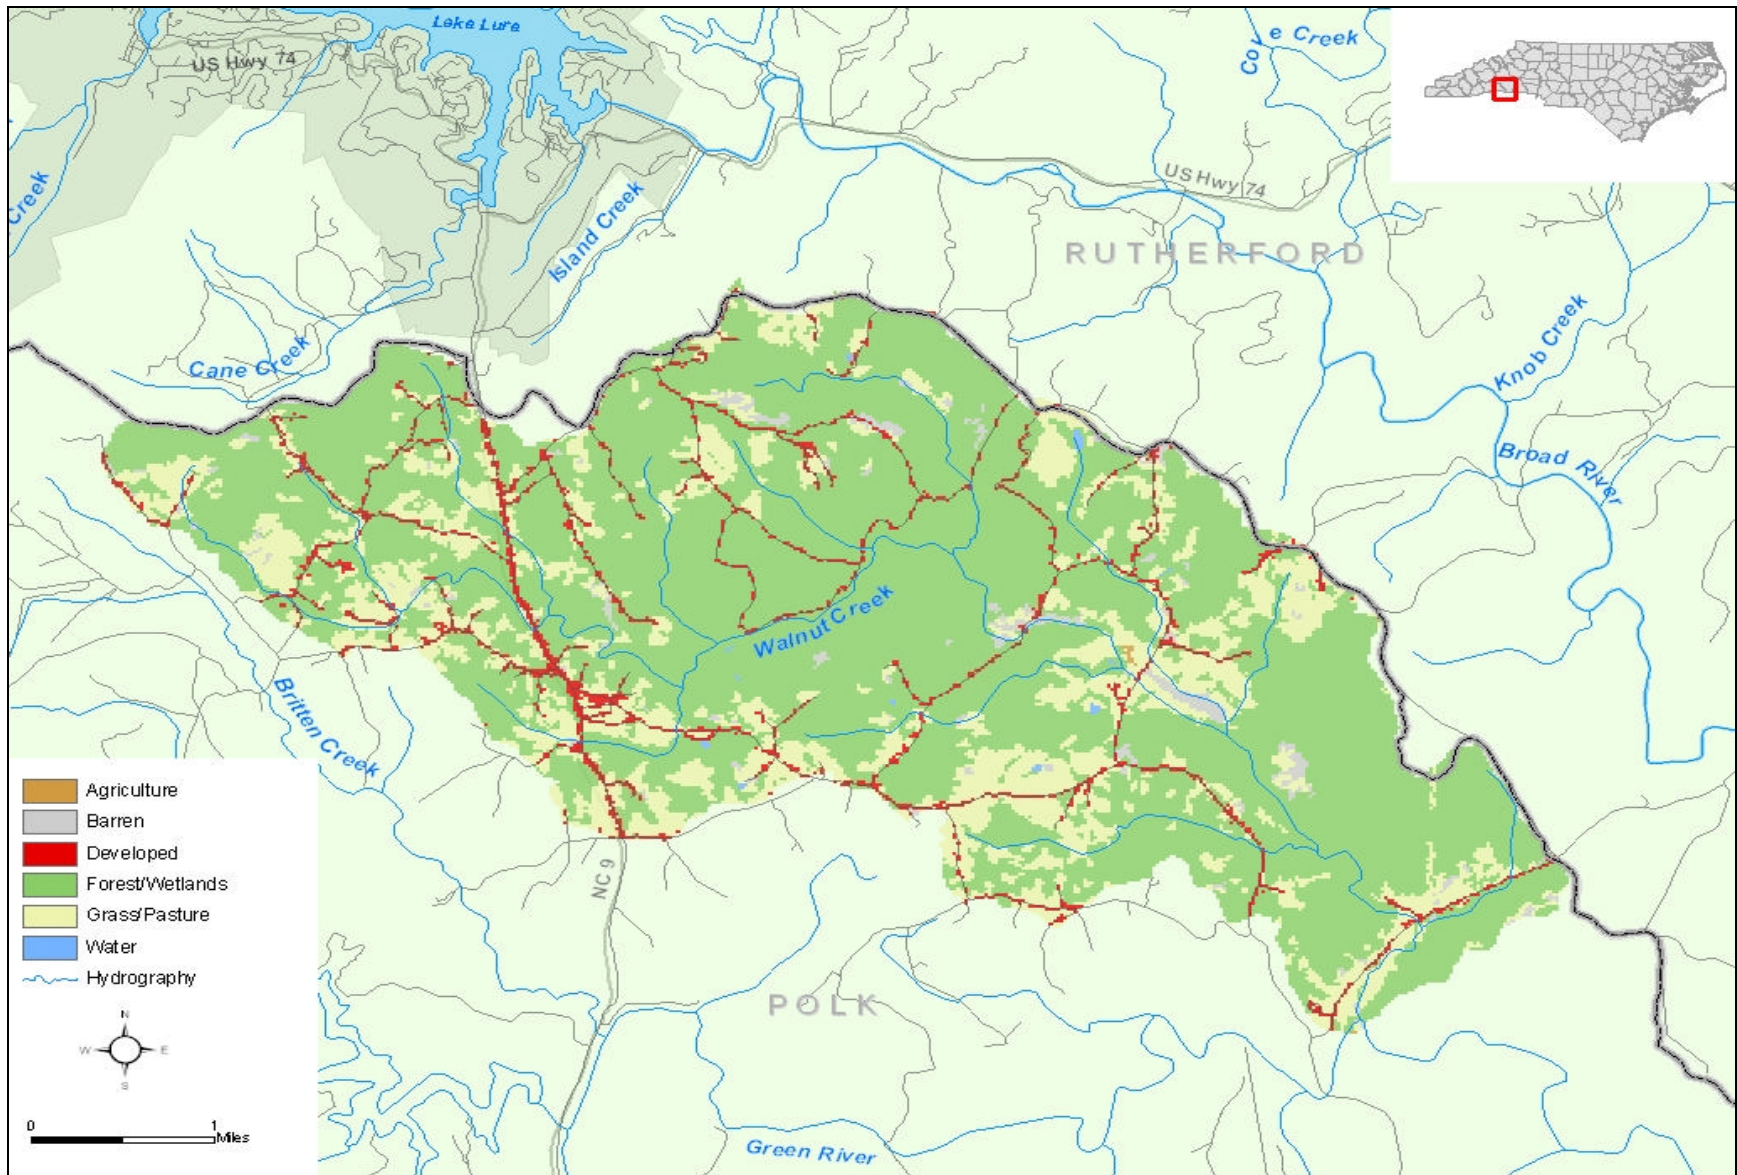 Lake Lure
US Hwy 74
Cove Creek
Creek
Island Creek
US Hwy 74
RUTHERFORD
Cane Creek
Knob Creek
Broad River
Walnut Creek
Britten Creek
Agriculture
Barren
Developed
Forest/Wetlands
Grass/Pasture
Water
Hydrography
NC 9
POLK
N
W
E
S
0
1
Miles
Green River